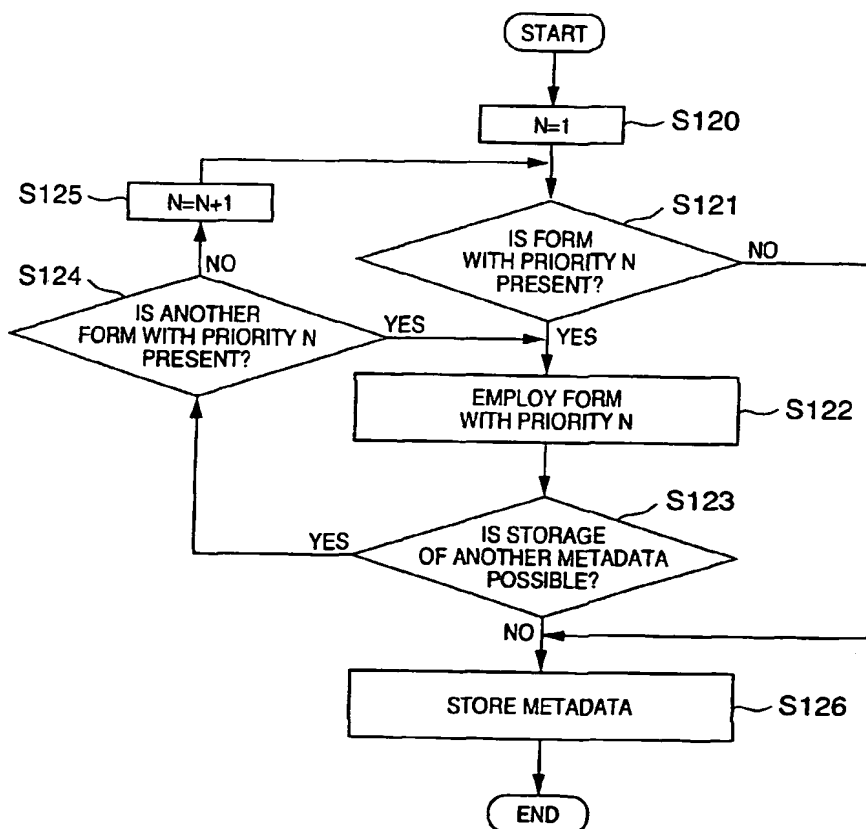 START
N=1
S120
S125
N=N+1
S121
IS FORM
WITH PRIORITY N
PRESENT?
NO
NO
S124
IS ANOTHER
FORM WITH PRIORITY N
PRESENT?
YES
YES
EMPLOY FORM
WITH PRIORITY N
S122
S123
YES
IS STORAGE
OF ANOTHER METADATA
POSSIBLE?
NO
STORE METADATA
S126
END